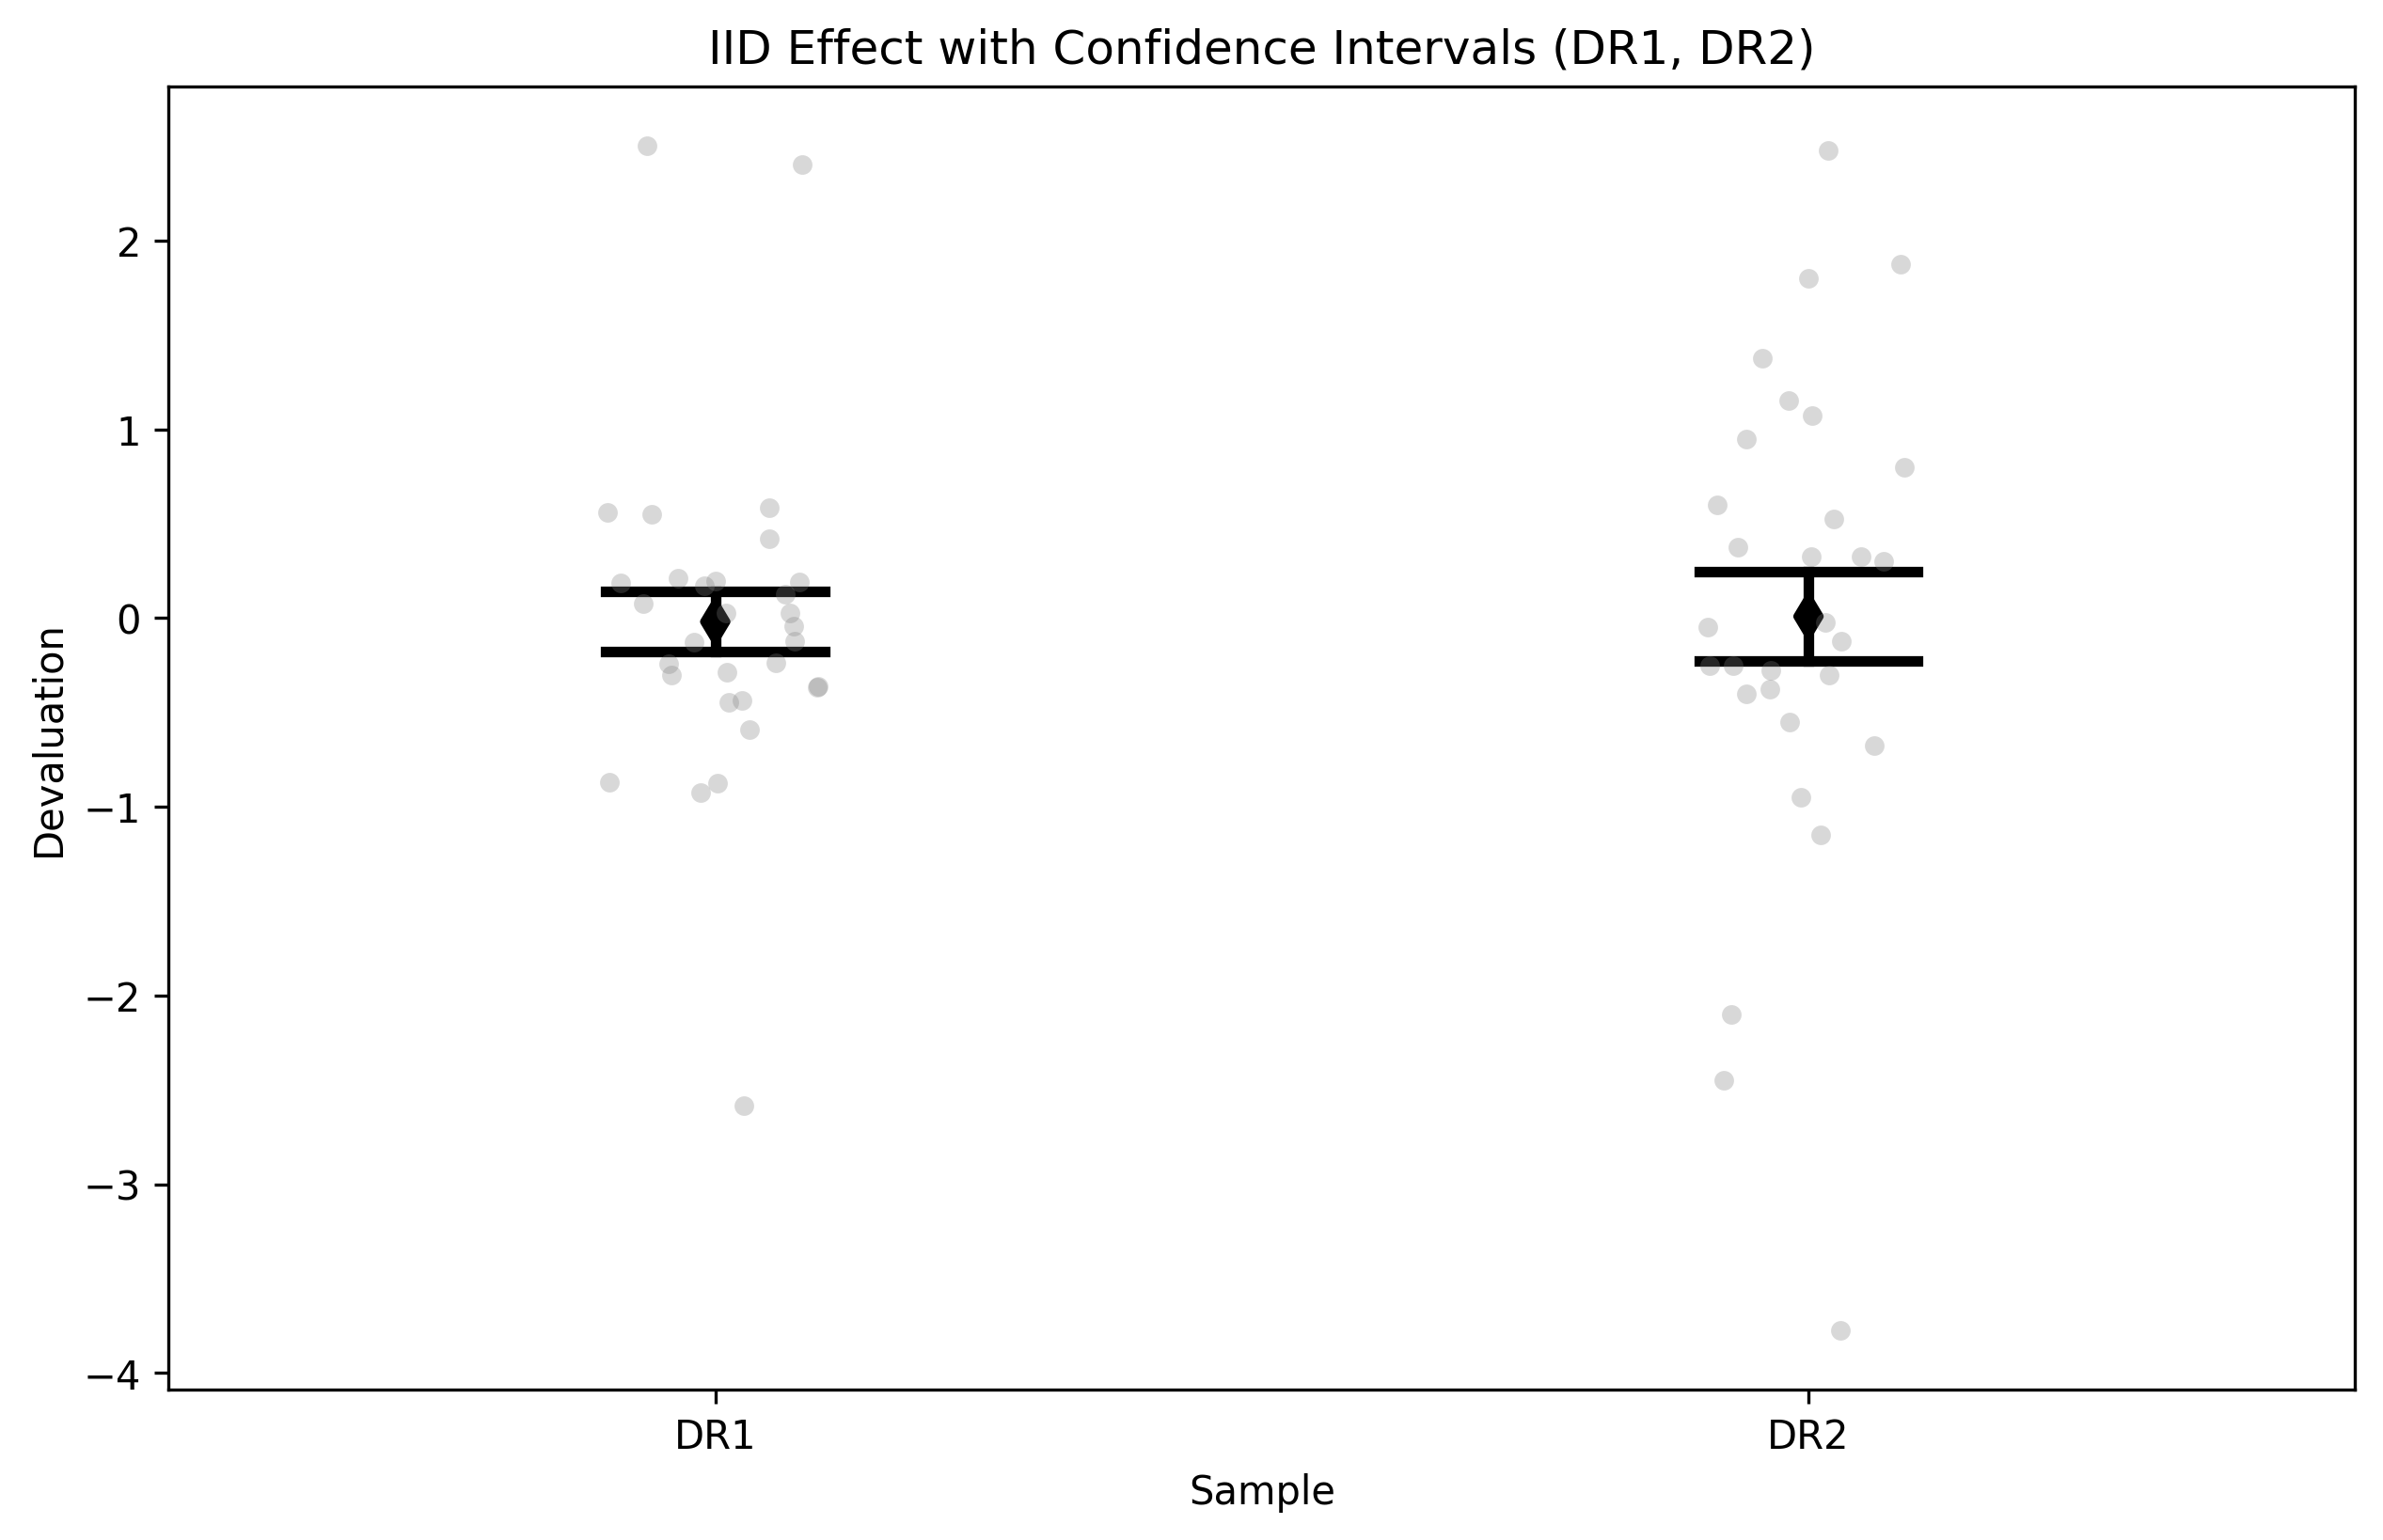 IID Effect with Confidence Intervals (DR1, DR2)
Devaluation
2
1
0
−1
−2
−3
−4
DR1
DR2
Sample